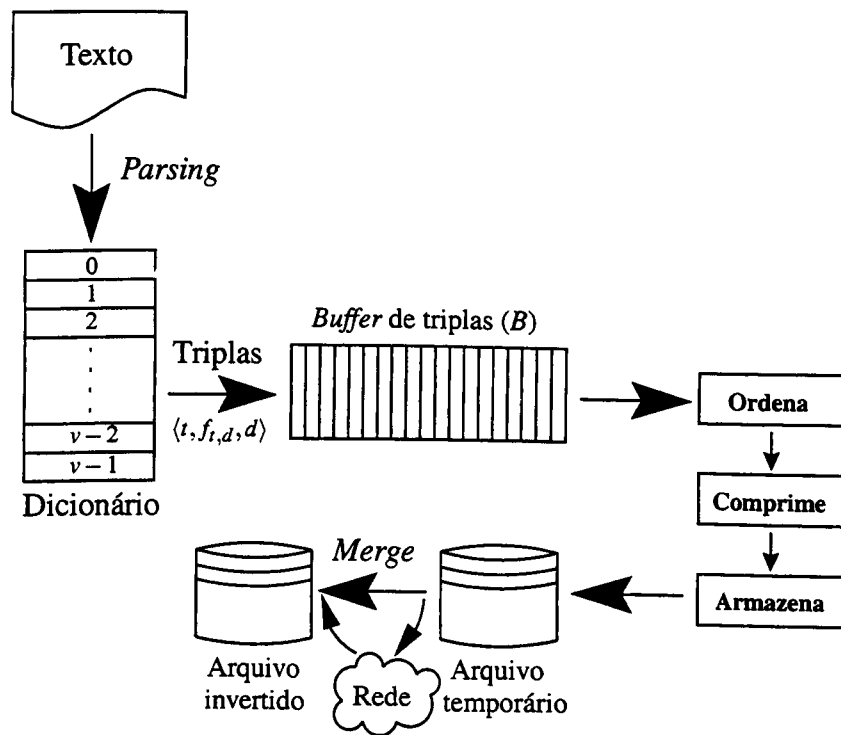 Texto
Parsing
0
1
2
v − 2
v − 1
Dicionário
Triplas
⟨t, f_{t,d}, d⟩
Buffer de triplas (B)
Ordena
Comprime
Armazena
Merge
Arquivo
invertido
Rede
Arquivo
temporário